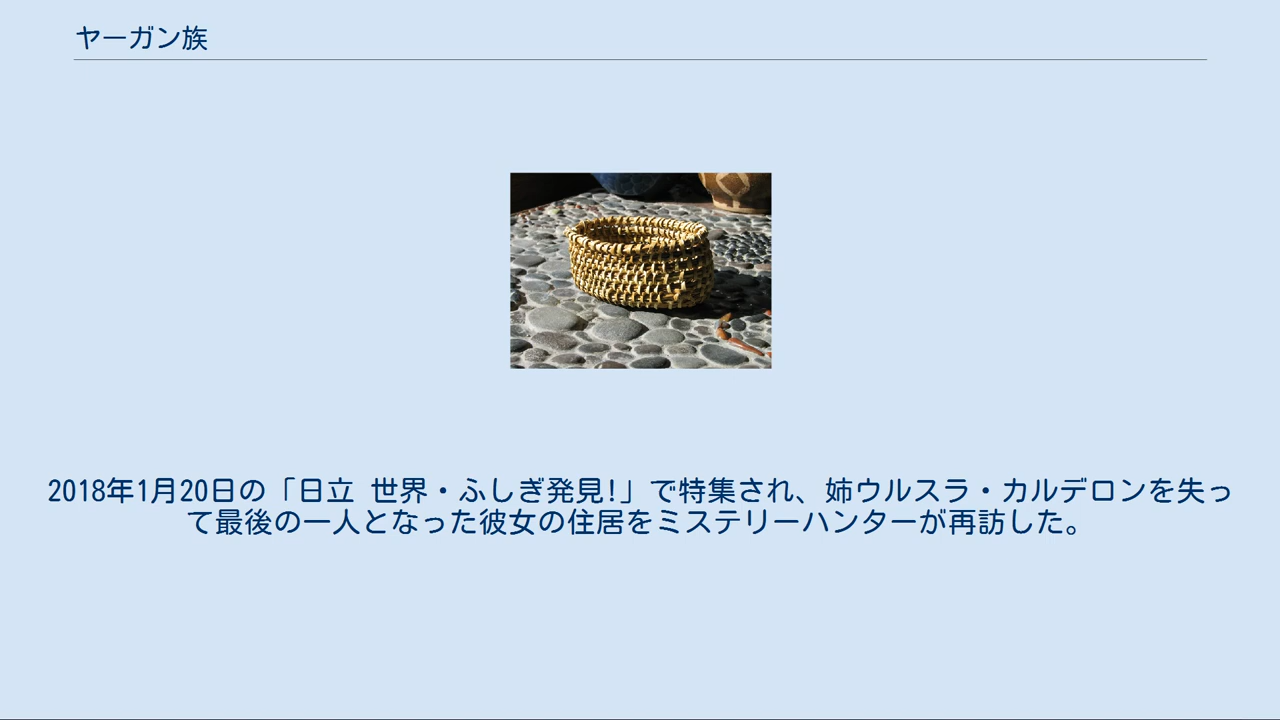 ヤーガン族
2018年1月20日の「日立 世界・ふしぎ発見!」で特集され、姉ウルスラ・カルデロンを失っ
て最後の一人となった彼女の住居をミステリーハンターが再訪した。